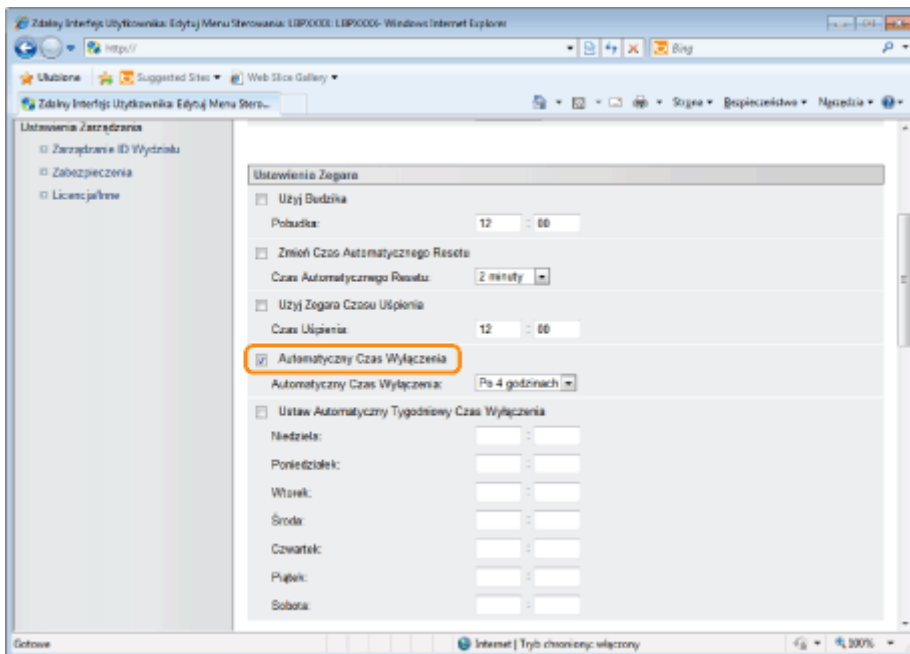 Zdalny Interfejs Użytkownika: Edytuj Menu Sterowania: LBPXXXX: LBPXXXX- Windows Internet Explorer
http://
Bing
Ulubione Suggested Sites Web Slice Gallery
Zdalny Interfejs Użytkownika: Edytuj Menu Stero...
Strona Bezpieczeństwo Narzędzia
Ustawienia Zarządzania
Zarządzanie ID Wydziału
Zabezpieczenia
Licencja/Inne
Ustawienia Zegara
Użyj Budzika
Pobudka: 12 : 00
Zmień Czas Automatycznego Resetu
Czas Automatycznego Resetu: 2 minuty
Użyj Zegara Czasu Uśpienia
Czas Uśpienia: 12 : 00
Automatyczny Czas Wyłączenia
Automatyczny Czas Wyłączenia: Po 4 godzinach
Ustaw Automatyczny Tygodniowy Czas Wyłączenia
Niedziela: :
Poniedziałek: :
Wtorek: :
Środa: :
Czwartek: :
Piątek: :
Sobota: :
Gotowe
Internet | Tryb chroniony: włączony
100%